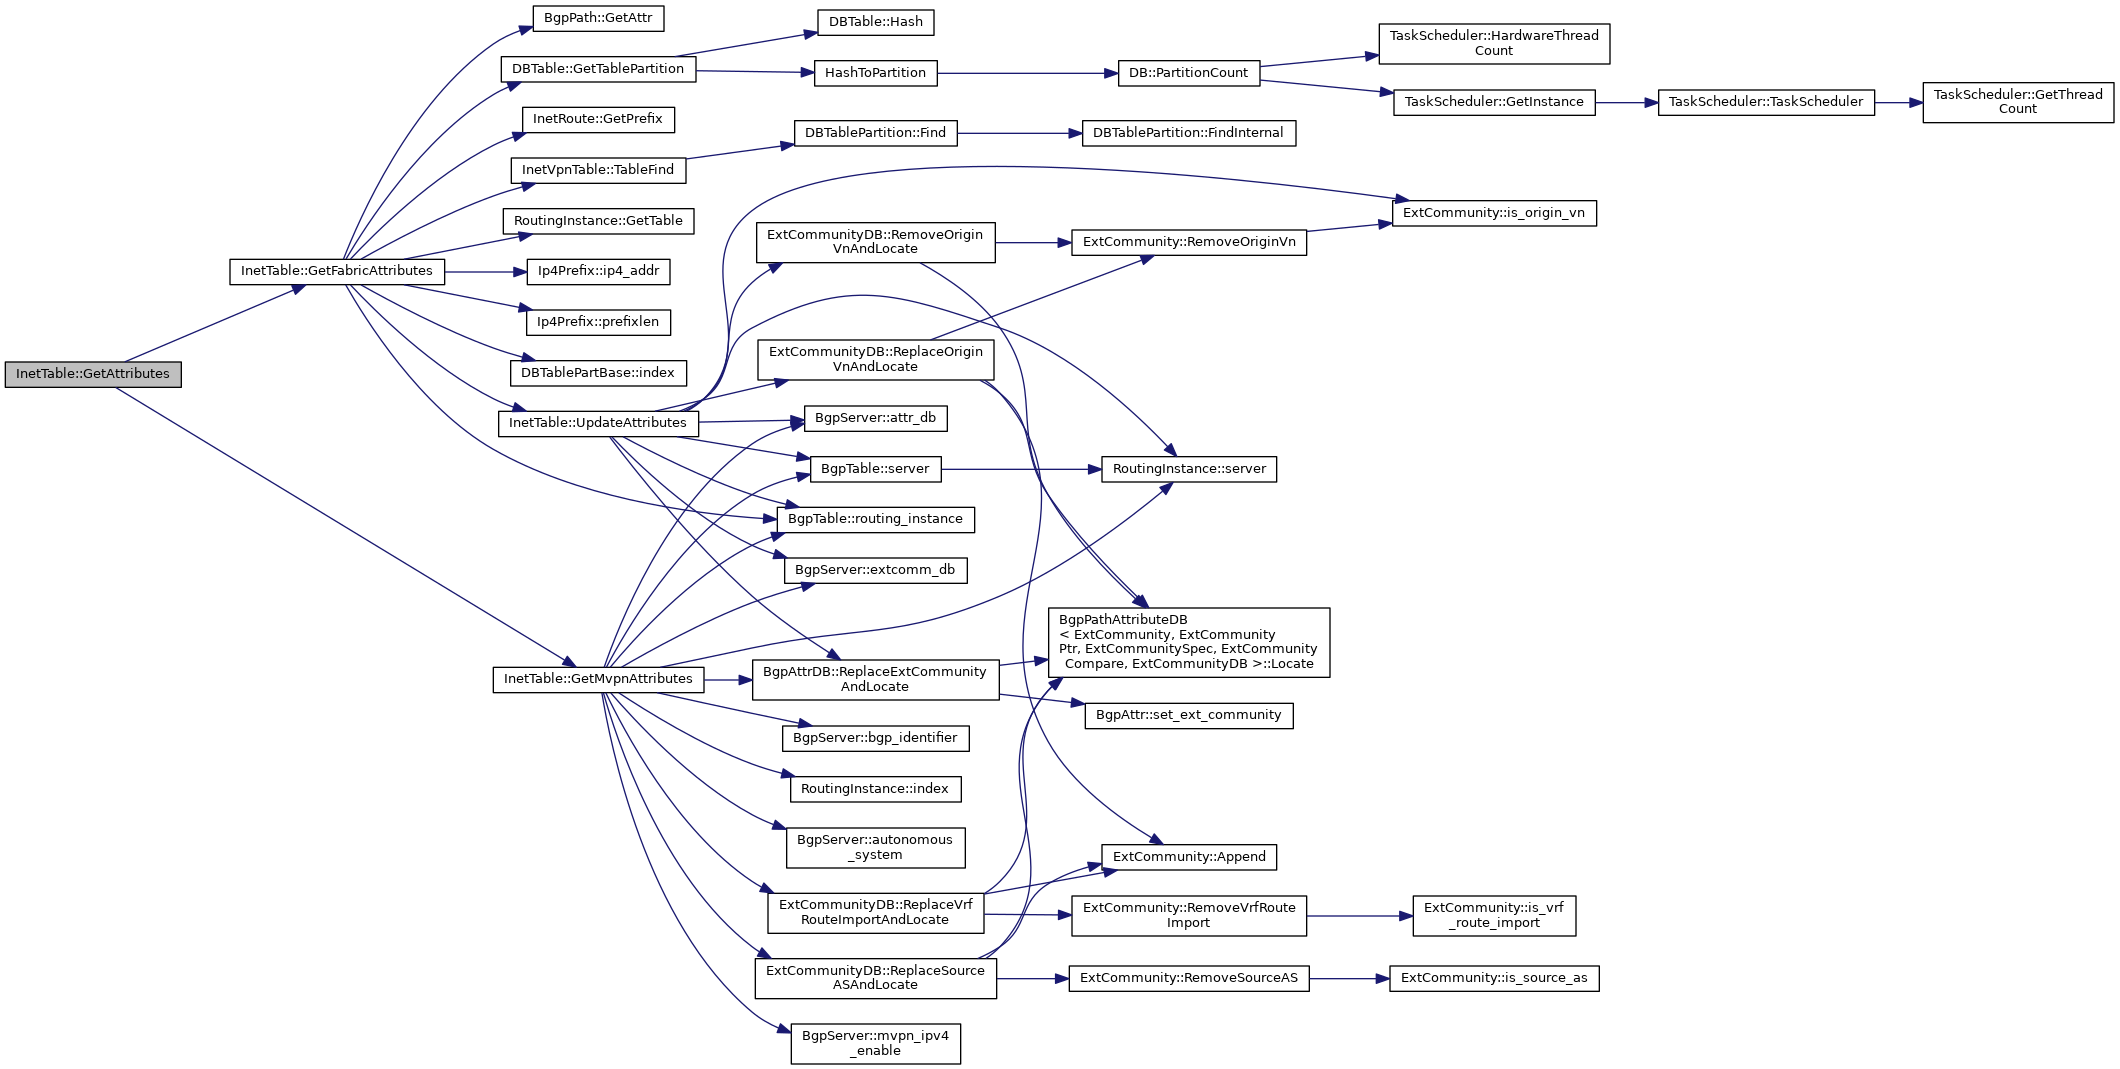 InetTable::GetAttributes
InetTable::GetFabricAttributes
BgpPath::GetAttr
DBTable::GetTablePartition
InetRoute::GetPrefix
InetVpnTable::TableFind
RoutingInstance::GetTable
Ip4Prefix::ip4_addr
Ip4Prefix::prefixlen
DBTablePartBase::index
InetTable::UpdateAttributes
InetTable::GetMvpnAttributes
DBTable::Hash
HashToPartition
DBTablePartition::Find
ExtCommunityDB::RemoveOrigin
VnAndLocate
ExtCommunityDB::ReplaceOrigin
VnAndLocate
BgpServer::attr_db
BgpTable::server
BgpTable::routing_instance
BgpServer::extcomm_db
BgpAttrDB::ReplaceExtCommunity
AndLocate
BgpServer::bgp_identifier
RoutingInstance::index
BgpServer::autonomous
_system
ExtCommunityDB::ReplaceVrf
RouteImportAndLocate
ExtCommunityDB::ReplaceSource
ASAndLocate
BgpServer::mvpn_ipv4
_enable
DB::PartitionCount
DBTablePartition::FindInternal
ExtCommunity::RemoveOriginVn
RoutingInstance::server
BgpPathAttributeDB
< ExtCommunity, ExtCommunity
Ptr, ExtCommunitySpec, ExtCommunity
Compare, ExtCommunityDB >::Locate
BgpAttr::set_ext_community
ExtCommunity::Append
ExtCommunity::RemoveVrfRoute
Import
ExtCommunity::RemoveSourceAS
TaskScheduler::HardwareThread
Count
TaskScheduler::GetInstance
ExtCommunity::is_origin_vn
ExtCommunity::is_vrf
_route_import
ExtCommunity::is_source_as
TaskScheduler::TaskScheduler
TaskScheduler::GetThread
Count